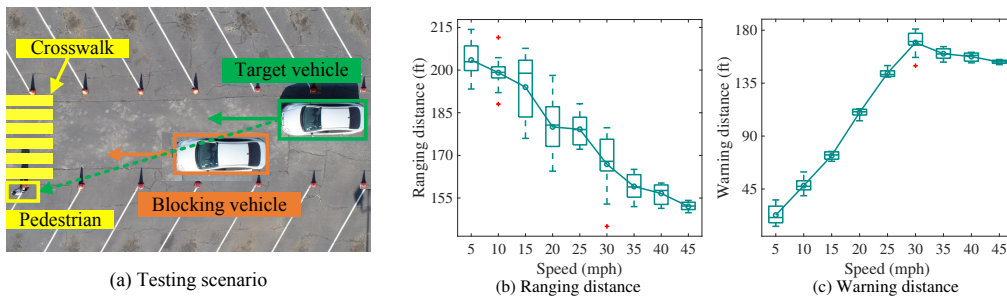 Crosswalk
Target vehicle
Blocking vehicle
Pedestrian
(a) Testing scenario
Ranging distance (ft)
215
200
185
170
155
5 10 15 20 25 30 35 40 45
Speed (mph)
(b) Ranging distance
Warning distance (ft)
180
135
90
45
5 10 15 20 25 30 35 40 45
Speed (mph)
(c) Warning distance